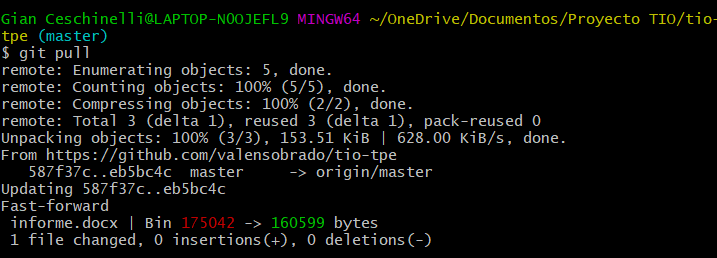 Gian Ceschinelli@LAPTOP-NOOJEFL9 MINGW64 ~/OneDrive/Documentos/Proyecto TIO/tio-
tpe (master)
$ git pull
remote: Enumerating objects: 5, done.
remote: Counting objects: 100% (5/5), done.
remote: Compressing objects: 100% (2/2), done.
remote: Total 3 (delta 1), reused 3 (delta 1), pack-reused 0
Unpacking objects: 100% (3/3), 153.51 KiB | 628.00 KiB/s, done.
From https://github.com/valensobrado/tio-tpe
   587f37c..eb5bc4c  master     -> origin/master
Updating 587f37c..eb5bc4c
Fast-forward
 informe.docx | Bin 175042 -> 160599 bytes
 1 file changed, 0 insertions(+), 0 deletions(-)